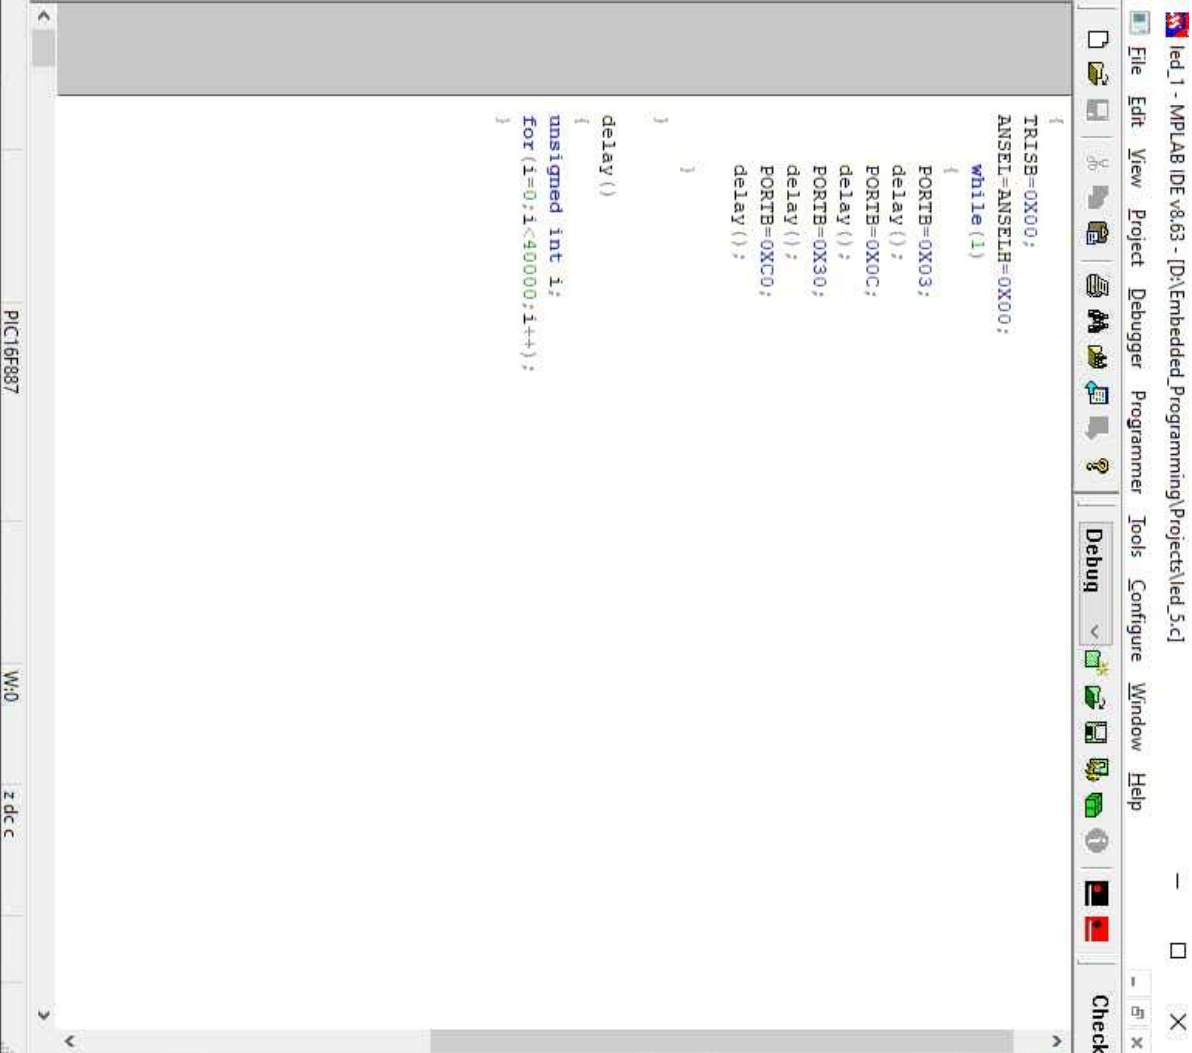 led_1 - MPLAB IDE v8.63 - [D:\Embedded_Programming\Projects\led_5.c]
File Edit View Project Debugger Programmer Tools Configure Window Help
Debug Check
{
TRISB=0X00;
ANSEL=ANSELH=0X00;
while(1)
{
PORTB=0X03;
delay();
PORTB=0X0C;
delay();
PORTB=0X30;
delay();
PORTB=0XC0;
delay();
}
}
delay()
{
unsigned int i;
for(i=0;i<40000;i++);
}
PIC16F887 W:0 z dc c